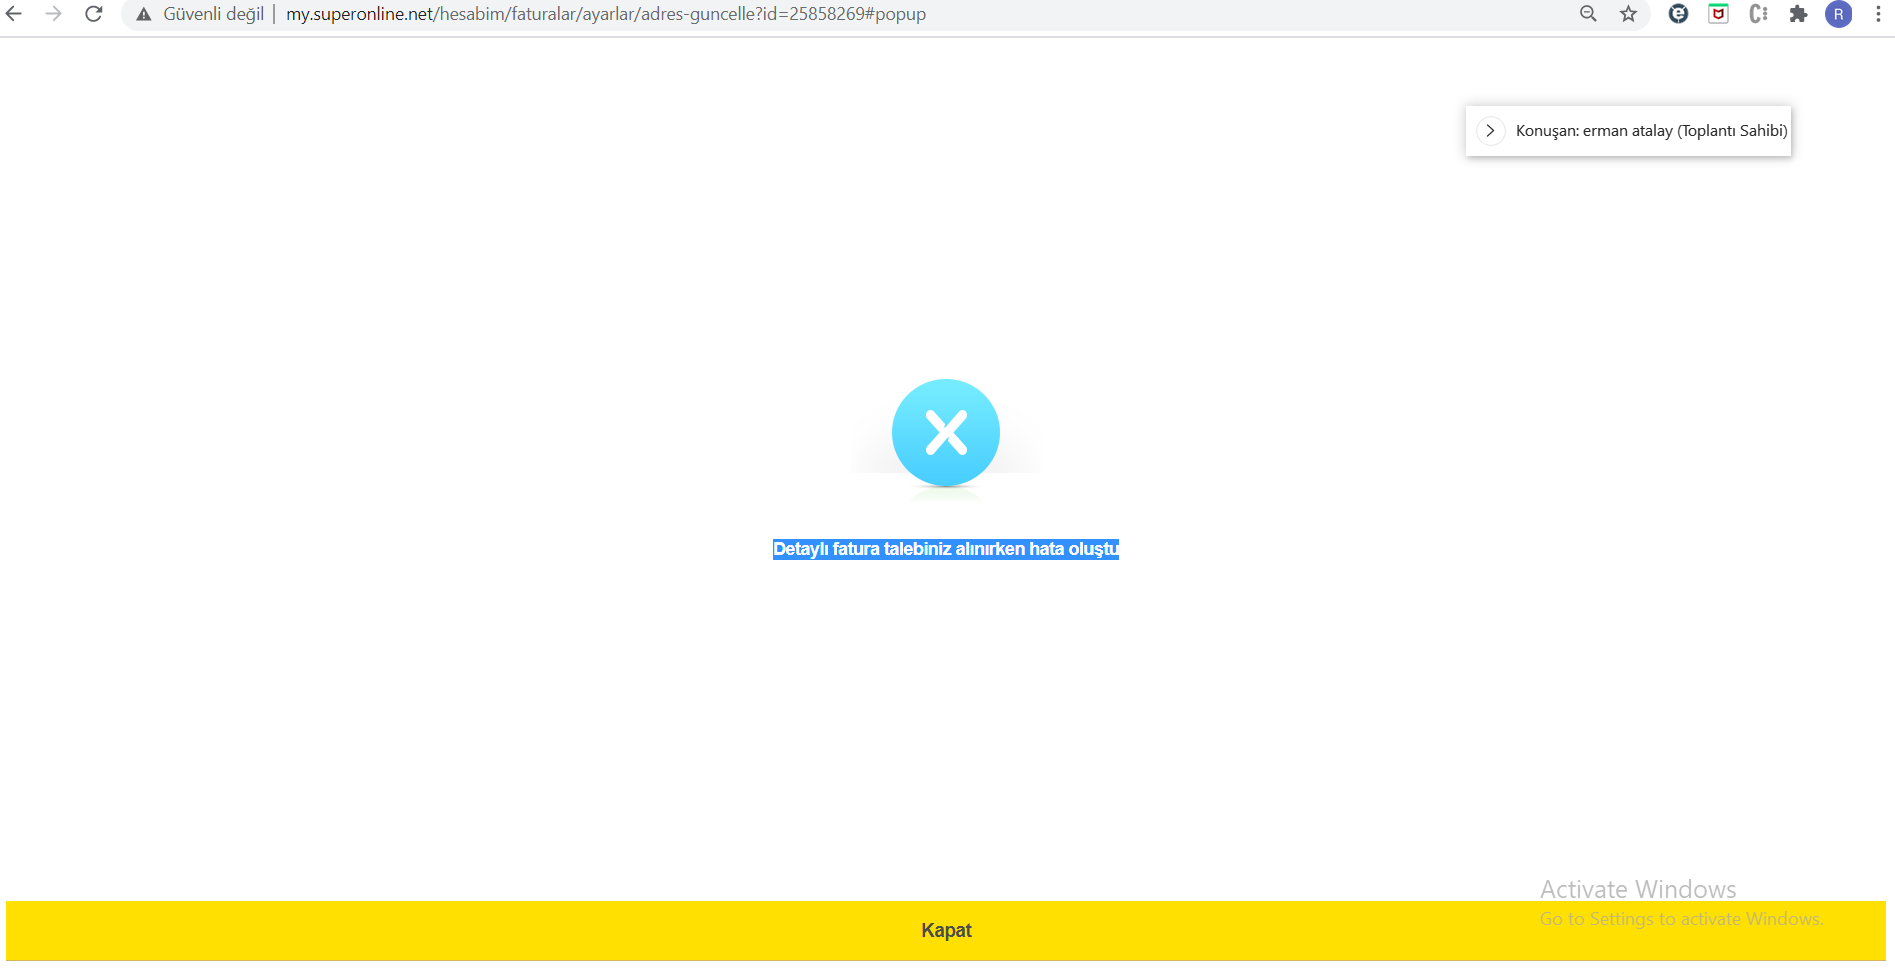 Güvenli değil
my.superonline.net/hesabim/faturalar/ayarlar/adres-guncelle?id=25858269#popup
R
Konuşan: erman atalay (Toplantı Sahibi)
Detaylı fatura talebiniz alınırken hata oluştu
Activate Windows
Go to Settings to activate Windows.
Kapat